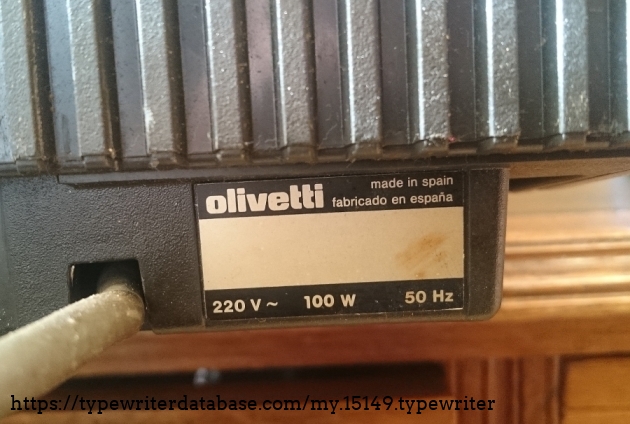 olivetti
made in spain
fabricado en españa
220 V ~ 100 W 50 Hz
https://typewriterdatabase.com/my.15149.typewriter